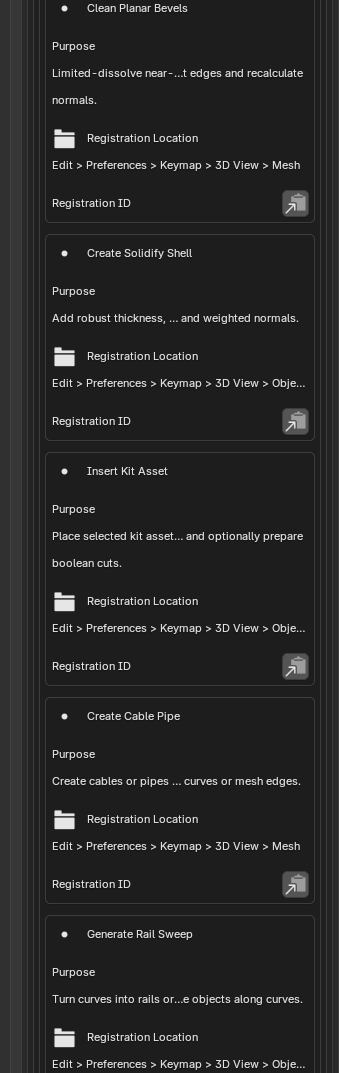 Clean Planar Bevels
Purpose
Limited-dissolve near-...t edges and recalculate
normals.
Registration Location
Edit > Preferences > Keymap > 3D View > Mesh
Registration ID
Create Solidify Shell
Purpose
Add robust thickness, ... and weighted normals.
Registration Location
Edit > Preferences > Keymap > 3D View > Obje...
Registration ID
Insert Kit Asset
Purpose
Place selected kit asset... and optionally prepare
boolean cuts.
Registration Location
Edit > Preferences > Keymap > 3D View > Obje...
Registration ID
Create Cable Pipe
Purpose
Create cables or pipes ... curves or mesh edges.
Registration Location
Edit > Preferences > Keymap > 3D View > Mesh
Registration ID
Generate Rail Sweep
Purpose
Turn curves into rails or...e objects along curves.
Registration Location
Edit > Preferences > Keymap > 3D View > Obje...